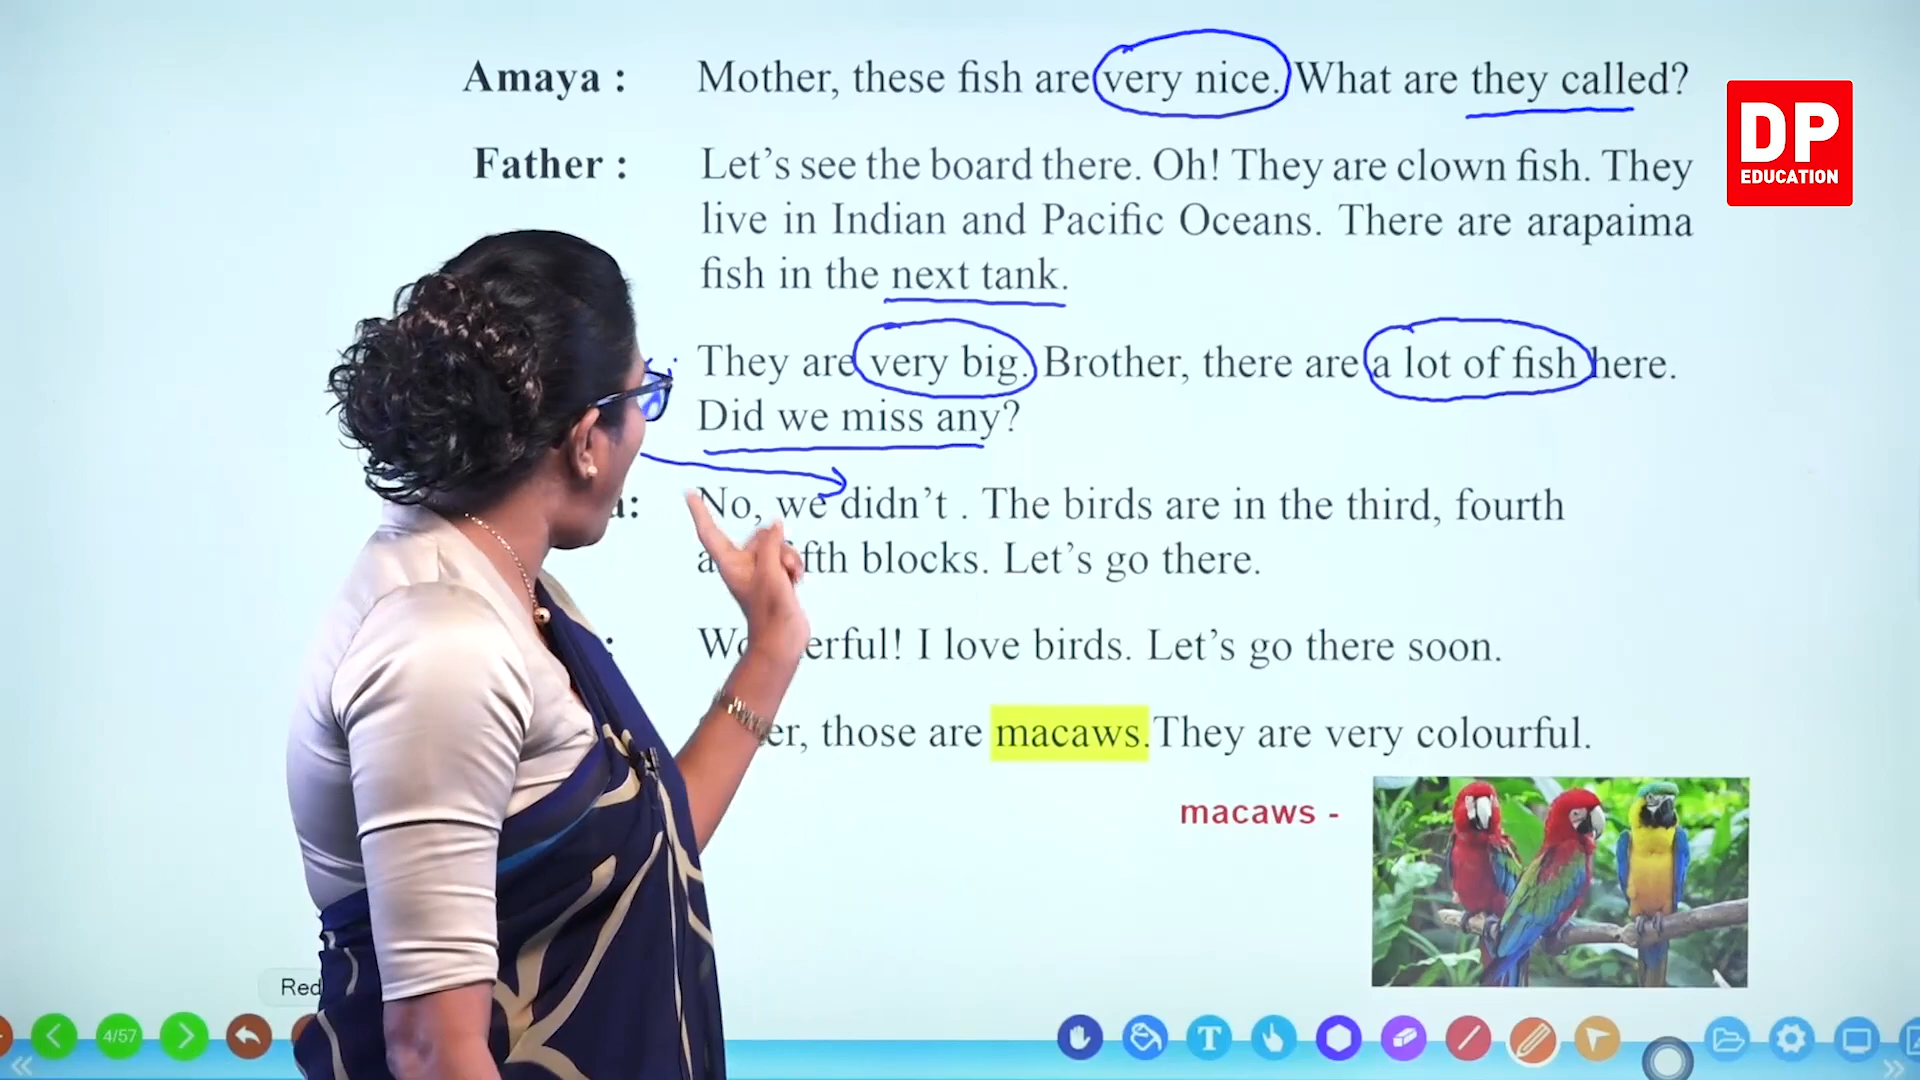 Amaya : Mother, these fish are very nice. What are they called?
DP
EDUCATION
Father : Let's see the board there. Oh! They are clown fish. They
live in Indian and Pacific Oceans. There are arapaima
fish in the next tank.
They are very big. Brother, there are a lot of fish here.
Did we miss any?
No, we didn't . The birds are in the third, fourth
blocks. Let's go there.
I love birds. Let's go there soon.
those are macaws. They are very colourful.
macaws -
4/57
T